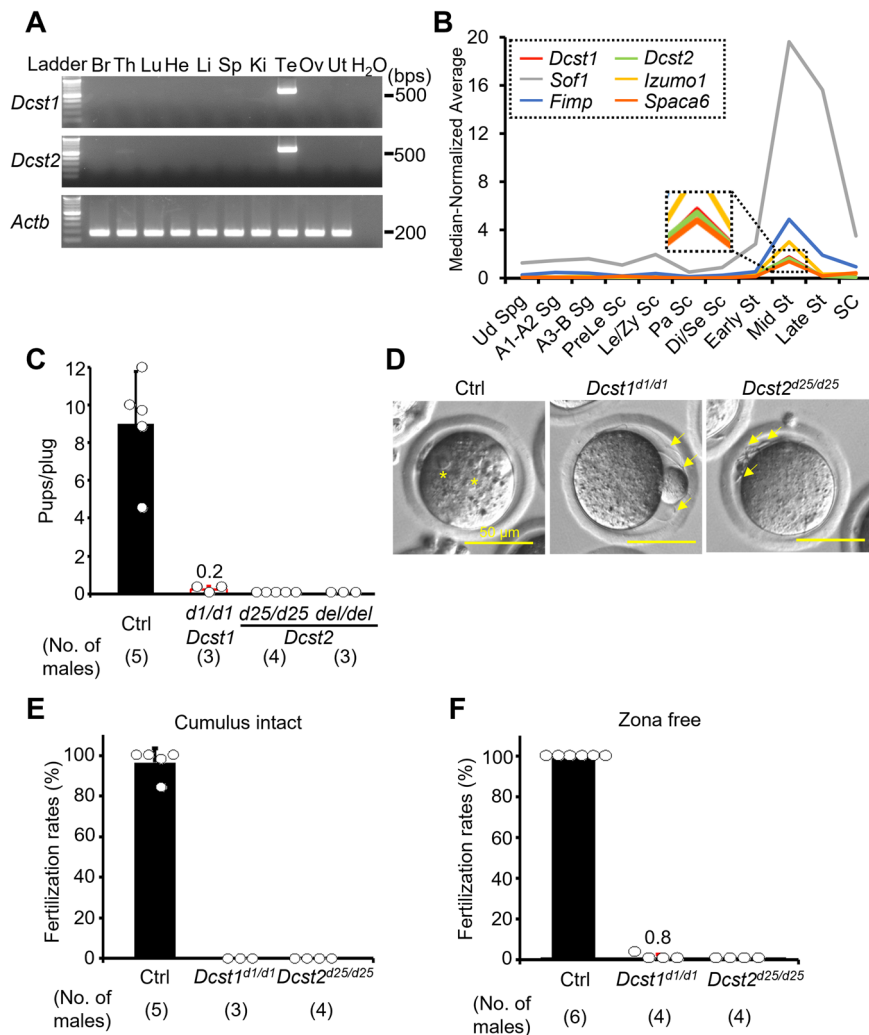 A
Ladder Br Th Lu He Li Sp Ki Te Ov Ut H2O
(bps)
Dcst1
500
Dcst2
500
Actb
200
B
Median-Normalized Average
20
16
12
8
4
0
Dcst1 Dcst2
Sof1 Izumo1
Fimp Spaca6
Ud Spg
A1-A2 Sg
A3-B Sg
PreLe Sc
Le/Zy Sc
Pa Sc
Di/Se Sc
Early St
Mid St
Late St
SC
C
Pups/plug
12
10
8
6
4
2
0
0.2
Ctrl
d1/d1 d25/d25 del/del
Dcst1 Dcst2
(No. of males) (5) (3) (4) (3)
D
Ctrl Dcst1d1/d1 Dcst2d25/d25
* *
50 µm
E
Cumulus intact
Fertilization rates (%)
100
80
60
40
20
0
Ctrl Dcst1d1/d1 Dcst2d25/d25
(No. of males) (5) (3) (4)
F
Zona free
Fertilization rates (%)
100
80
60
40
20
0
0.8
Ctrl Dcst1d1/d1 Dcst2d25/d25
(No. of males) (6) (4) (4)